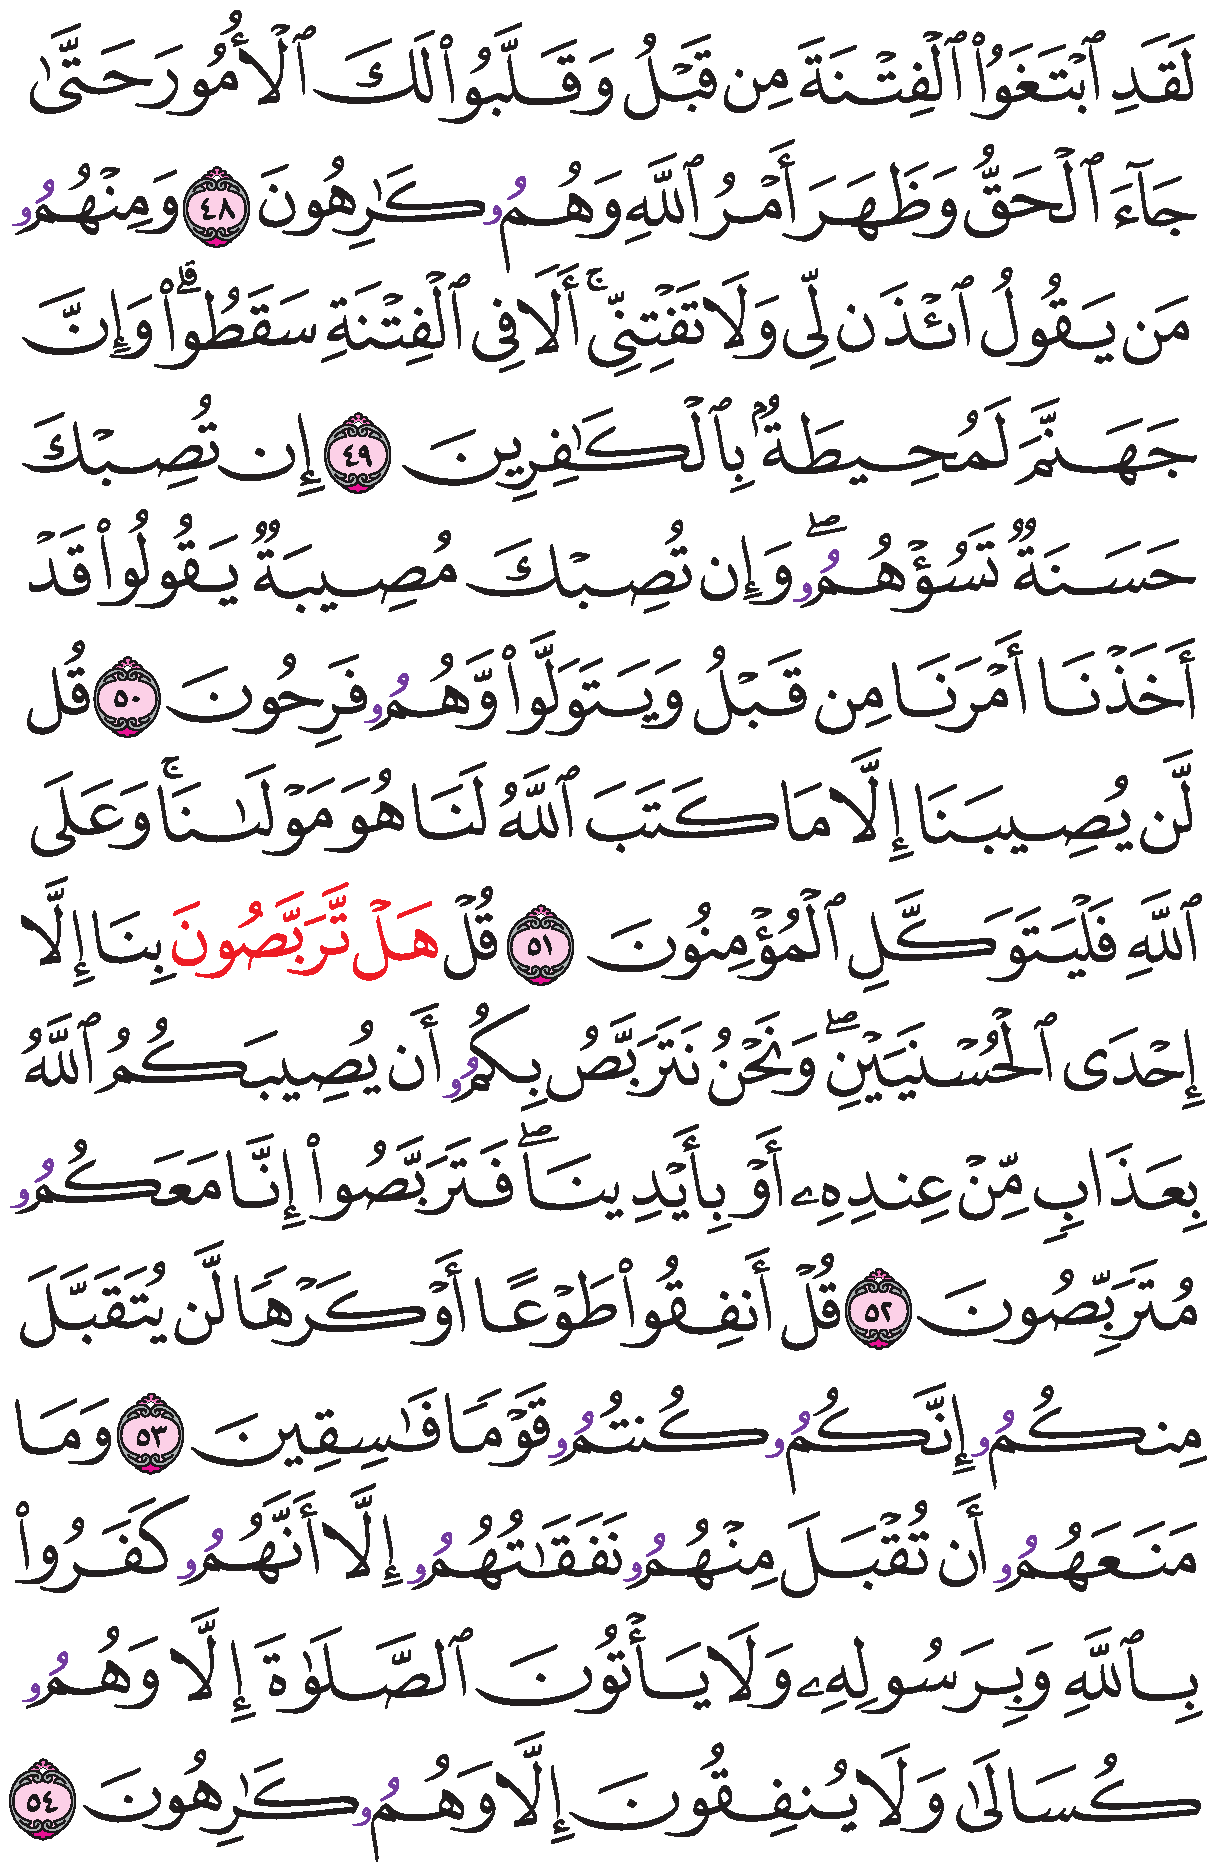 لَقَدِ ٱبْتَغَوُا۟ ٱلْفِتْنَةَ مِن قَبْلُ وَقَلَّبُوا۟ لَكَ ٱلْأُمُورَ حَتَّىٰ
جَآءَ ٱلْحَقُّ وَظَهَرَ أَمْرُ ٱللَّهِ وَهُمُۥ كَـٰرِهُونَ ٤٨ وَمِنْهُمُۥ
مَن يَقُولُ ٱئْذَن لِّى وَلَا تَفْتِنِّىٓ ۚ أَلَا فِى ٱلْفِتْنَةِ سَقَطُوا۟ ۗ وَإِنَّ
جَهَنَّمَ لَمُحِيطَةٌۢ بِٱلْكَـٰفِرِينَ ٤٩ إِن تُصِبْكَ
حَسَنَةٌ تَسُؤْهُمُۥ ۖ وَإِن تُصِبْكَ مُصِيبَةٌ يَقُولُوا۟ قَدْ
أَخَذْنَا أَمْرَنَا مِن قَبْلُ وَيَتَوَلَّوا۟ وَّهُمُۥ فَرِحُونَ ٥٠ قُل
لَّن يُصِيبَنَا إِلَّا مَا كَتَبَ ٱللَّهُ لَنَا هُوَ مَوْلَىٰنَا ۚ وَعَلَى
ٱللَّهِ فَلْيَتَوَكَّلِ ٱلْمُؤْمِنُونَ ٥١ قُلْ هَلْ تَّرَبَّصُونَ بِنَا إِلَّا
إِحْدَى ٱلْحُسْنَيَيْنِ ۖ وَنَحْنُ نَتَرَبَّصُ بِكُمُۥ أَن يُصِيبَكُمُ ٱللَّهُ
بِعَذَابٍ مِّنْ عِندِهِۦ أَوْ بِأَيْدِينَا ۖ فَتَرَبَّصُوا۟ إِنَّا مَعَكُمُۥ
مُتَرَبِّصُونَ ٥٢ قُلْ أَنفِقُوا۟ طَوْعًا أَوْ كَرْهًا لَّن يُتَقَبَّلَ
مِنكُمُۥ إِنَّكُمُۥ كُنتُمُۥ قَوْمًا فَـٰسِقِينَ ٥٣ وَمَا
مَنَعَهُمُۥ أَن تُقْبَلَ مِنْهُمُۥ نَفَقَـٰتُهُمُۥ إِلَّا أَنَّهُمُۥ كَفَرُوا۟
بِٱللَّهِ وَبِرَسُولِهِۦ وَلَا يَأْتُونَ ٱلصَّلَوٰةَ إِلَّا وَهُمُۥ
كُسَالَىٰ وَلَا يُنفِقُونَ إِلَّا وَهُمُۥ كَـٰرِهُونَ ٥٤